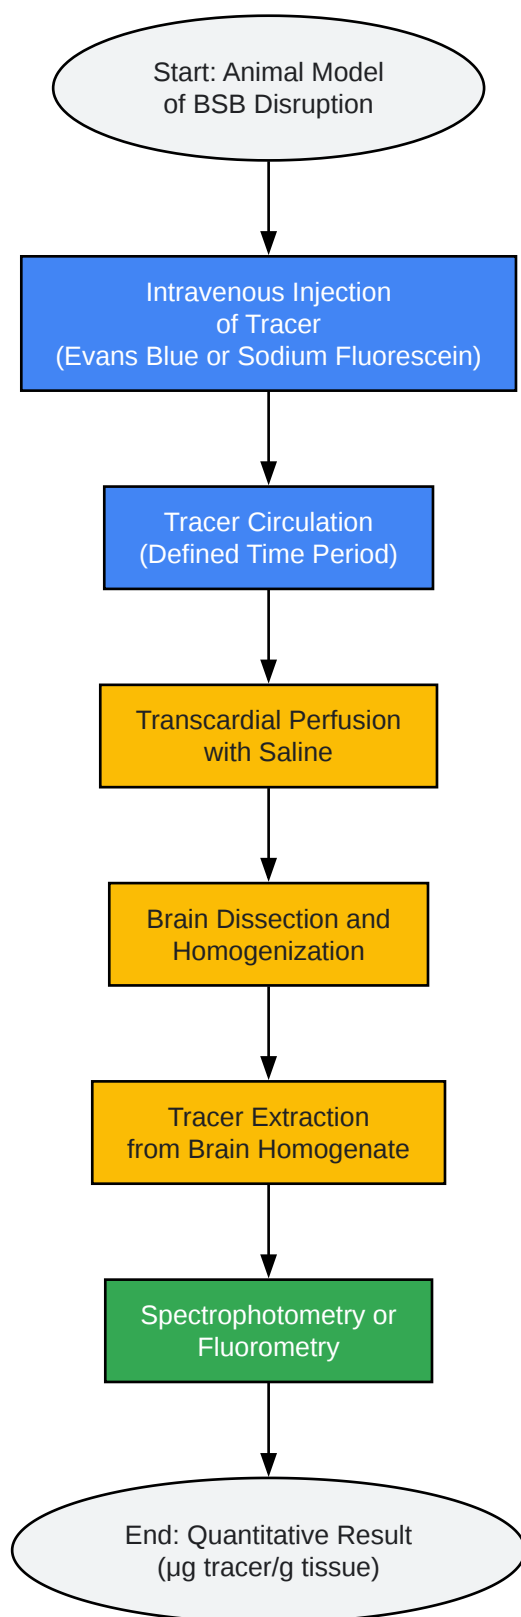 Start: Animal Model
of BSB Disruption
Intravenous Injection
of Tracer
(Evans Blue or Sodium Fluorescein)
Tracer Circulation
(Defined Time Period)
Transcardial Perfusion
with Saline
Brain Dissection and
Homogenization
Tracer Extraction
from Brain Homogenate
Spectrophotometry or
Fluorometry
End: Quantitative Result
(µg tracer/g tissue)